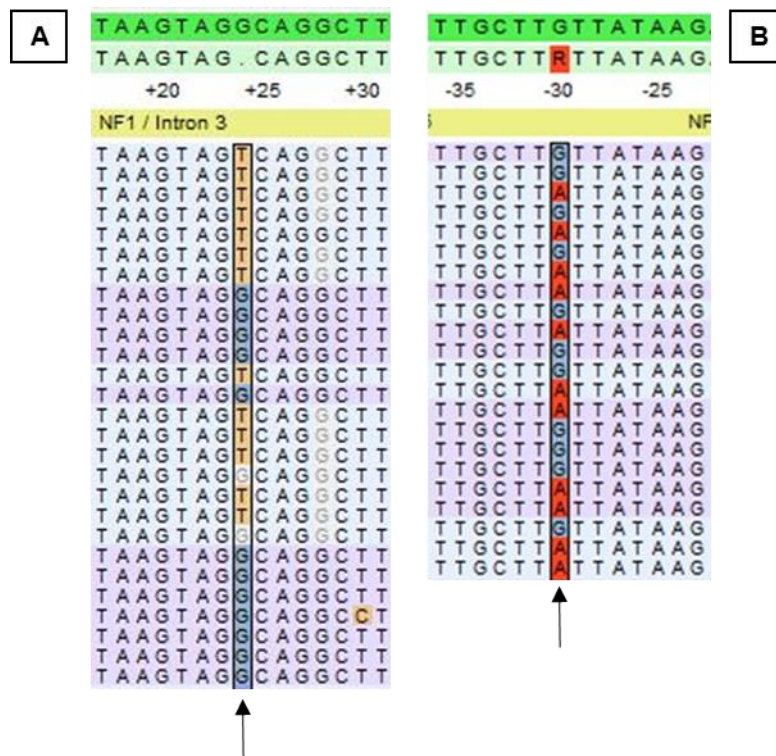 A
TAAGTAGGCAGGCTT
TAAGTAG.CAGGCTT
+20 +25 +30
NF1 / Intron 3
TAAGTAGTCAGGCTT
TAAGTAGTCAGGCTT
TAAGTAGTCAGGCTT
TAAGTAGTCAGGCTT
TAAGTAGTCAGGCTT
TAAGTAGTCAGGCTT
TAAGTAGTCAGGCTT
TAAGTAGGCAGGCTT
TAAGTAGGCAGGCTT
TAAGTAGGCAGGCTT
TAAGTAGGCAGGCTT
TAAGTAGTCAGGCTT
TAAGTAGGCAGGCTT
TAAGTAGTCAGGCTT
TAAGTAGTCAGGCTT
TAAGTAGTCAGGCTT
TAAGTAGGCAGGCTT
TAAGTAGTCAGGCTT
TAAGTAGTCAGGCTT
TAAGTAGGCAGGCTT
TAAGTAGGCAGGCTT
TAAGTAGGCAGGCTT
TAAGTAGGCAGGCTT
TAAGTAGGCAGGCCT
TAAGTAGGCAGGCTT
TAAGTAGGCAGGCTT
TAAGTAGGCAGGCTT
B
TTGCTTGTTATAAG
TTGCTTRTTATAAG
-35 -30 -25
NF
TTGCTTGTTATAAG
TTGCTTGTTATAAG
TTGCTTATTATAAG
TTGCTTGTTATAAG
TTGCTTATTATAAG
TTGCTTGTTATAAG
TTGCTTATTATAAG
TTGCTTATTATAAG
TTGCTTGTTATAAG
TTGCTTATTATAAG
TTGCTTGTTATAAG
TTGCTTGTTATAAG
TTGCTTATTATAAG
TTGCTTATTATAAG
TTGCTTGTTATAAG
TTGCTTGTTATAAG
TTGCTTGTTATAAG
TTGCTTATTATAAG
TTGCTTATTATAAG
TTGCTTGTTATAAG
TTGCTTATTATAAG
TTGCTTATTATAAG